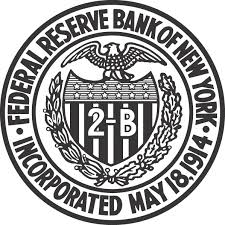 FEDERAL RESERVE BANK OF NEW YORK
INCORPORATED MAY 18, 1914
2-B